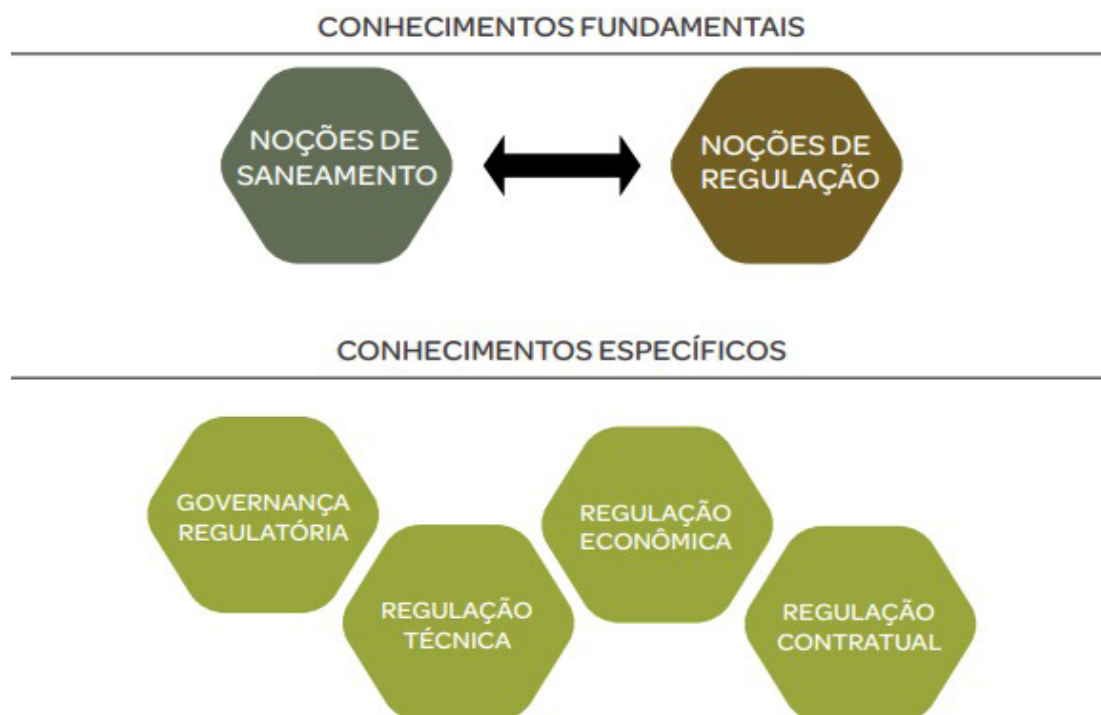 CONHECIMENTOS FUNDAMENTAIS
NOÇÕES DE
SANEAMENTO
NOÇÕES DE
REGULAÇÃO
CONHECIMENTOS ESPECÍFICOS
GOVERNANÇA
REGULATÓRIA
REGULAÇÃO
TÉCNICA
REGULAÇÃO
ECONÔMICA
REGULAÇÃO
CONTRATUAL